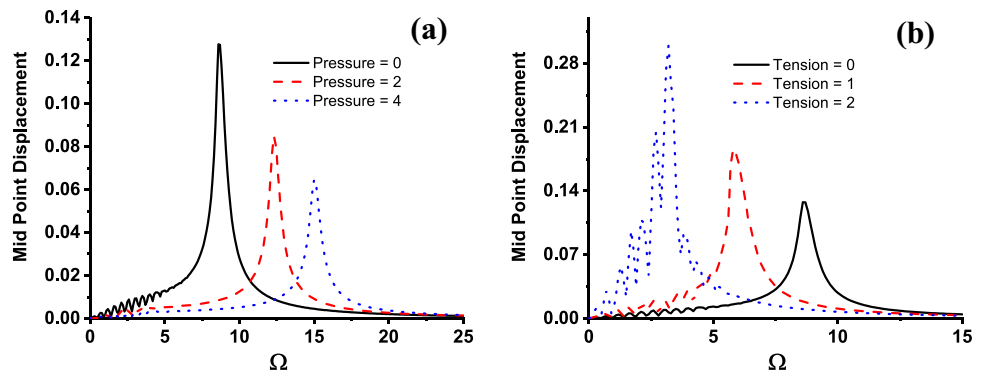 (a)
0.14
0.12
0.10
0.08
0.06
0.04
0.02
0.00
Mid Point Displacement
Pressure = 0
Pressure = 2
Pressure = 4
0 5 10 15 20 25
Ω
(b)
0.28
0.21
0.14
0.07
0.00
Mid Point Displacement
Tension = 0
Tension = 1
Tension = 2
0 5 10 15
Ω